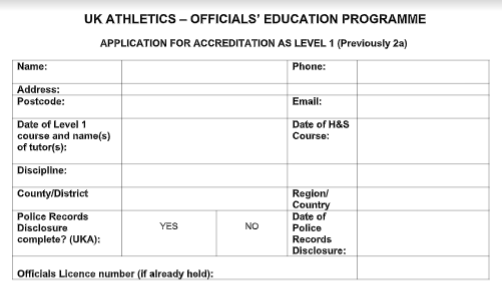 UK ATHLETICS – OFFICIALS' EDUCATION PROGRAMME
APPLICATION FOR ACCREDITATION AS LEVEL 1 (Previously 2a)
Name:
Phone:
Address:
Postcode:
Email:
Date of Level 1
course and name(s)
of tutor(s):
Date of H&S
Course:
Discipline:
County/District
Region/
Country
Police Records
Disclosure
complete? (UKA):
YES
NO
Date of
Police
Records
Disclosure:
Officials Licence number (if already held):